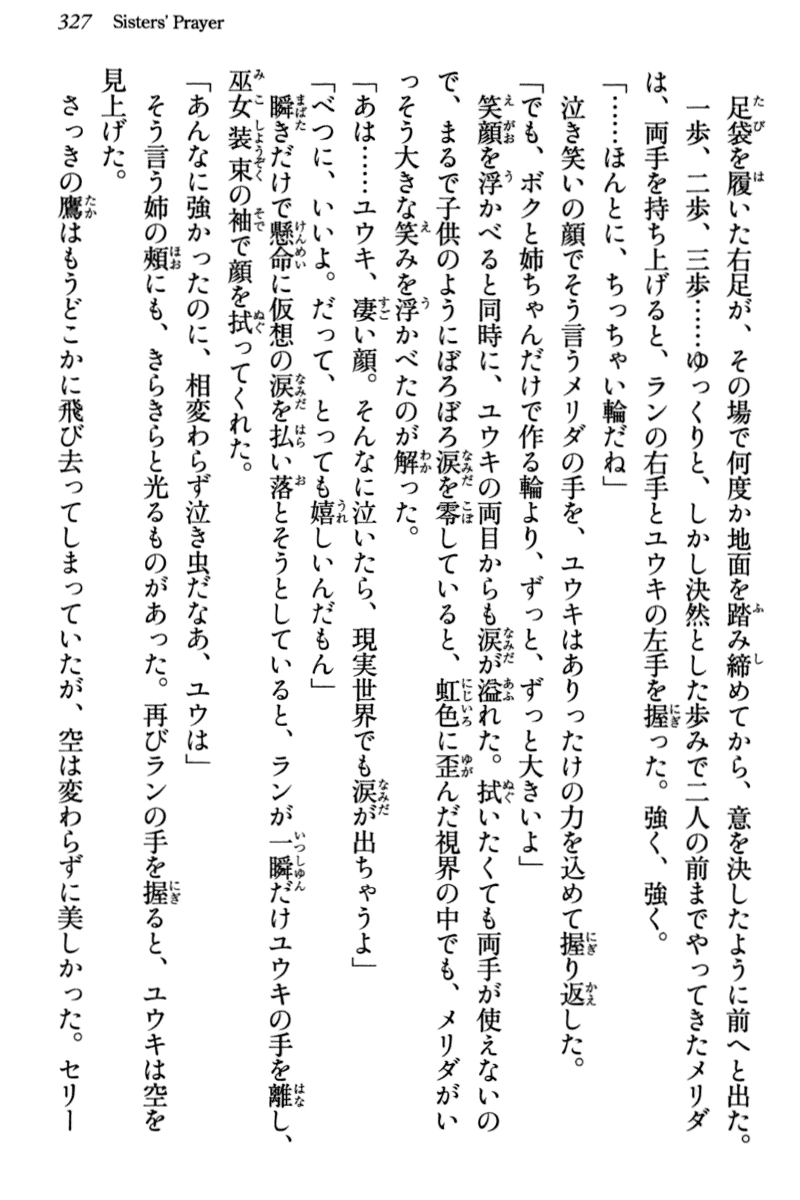 327 Sisters' Prayer
足袋を履いた右足が、その場で何度か地面を踏み締めてから、意を決したように前へと出た。
一歩、二歩、三歩……ゆっくりと、しかし決然とした歩みで二人の前までやってきたメリダ
は、両手を持ち上げると、ランの右手とユウキの左手を握った。強く、強く。
「……ほんとに、ちっちゃい輪だね」
泣き笑いの顔でそう言うメリダの手を、ユウキはありったけの力を込めて握り返した。
「でも、ボクと姉ちゃんだけで作る輪より、ずっと、ずっと大きいよ」
笑顔を浮かべると同時に、ユウキの両目からも涙が溢れた。拭いたくても両手が使えないの
で、まるで子供のようにぼろぼろ涙を零していると、虹色に歪んだ視界の中でも、メリダがい
っそう大きな笑みを浮かべたのが解った。
「あは……ユウキ、凄い顔。そんなに泣いたら、現実世界でも涙が出ちゃうよ」
「べつに、いいよ。だって、とっても嬉しいんだもん」
瞬きだけで懸命に仮想の涙を払い落とそうとしていると、ランが一瞬だけユウキの手を離し、
巫女装束の袖で顔を拭ってくれた。
「あんなに強かったのに、相変わらず泣き虫だなあ、ユウは」
そう言う姉の頰にも、きらきらと光るものがあった。再びランの手を握ると、ユウキは空を
見上げた。
さっきの鷹はもうどこかに飛び去ってしまっていたが、空は変わらずに美しかった。セリー